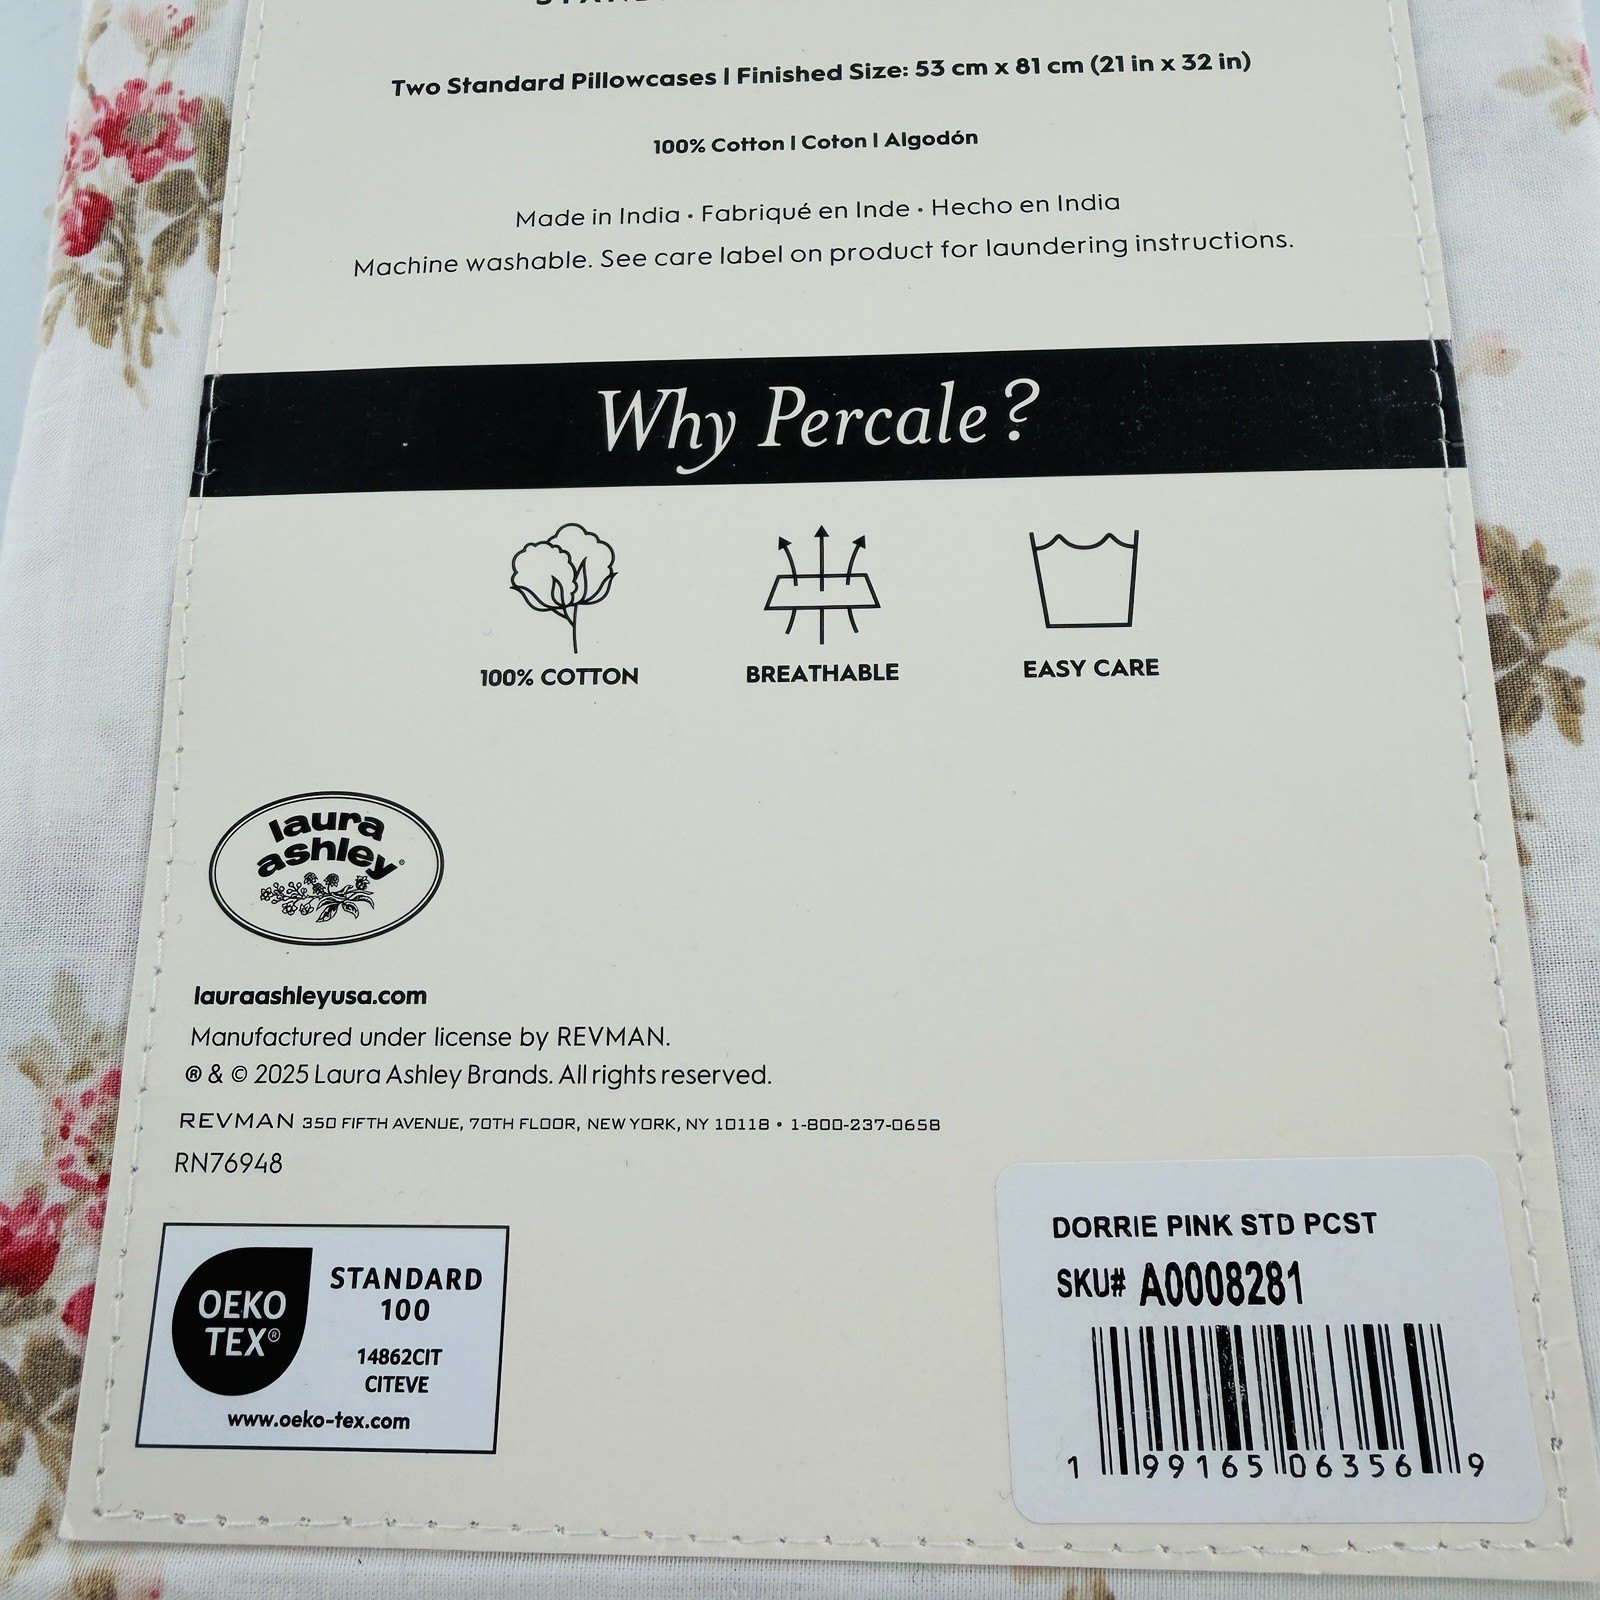 Two Standard Pillowcases | Finished Size: 53 cm x 81 cm (21 in x 32 in)
100% Cotton | Coton | Algodón
Made in India • Fabriqué en Inde • Hecho en India
Machine washable. See care label on product for laundering instructions.
Why Percale?
100% COTTON
BREATHABLE
EASY CARE
laura
ashley®
lauraashleyusa.com
Manufactured under license by REVMAN.
® & © 2025 Laura Ashley Brands. All rights reserved.
REVMAN 350 FIFTH AVENUE, 70TH FLOOR, NEW YORK, NY 10118 • 1-800-237-0658
RN76948
OEKO
TEX®
STANDARD
100
14862CIT
CITEVE
www.oeko-tex.com
DORRIE PINK STD PCST
SKU# A0008281
1 99165 06356 9